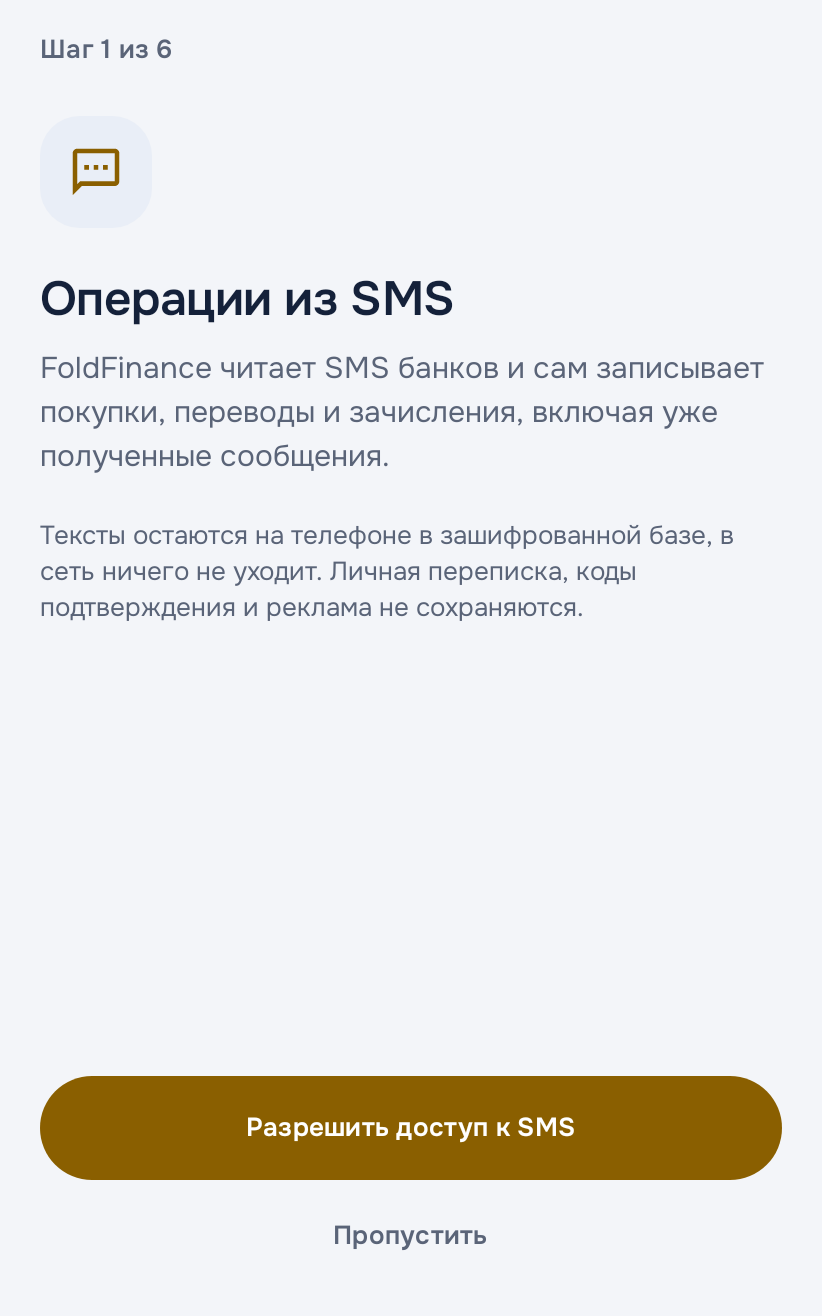 Шаг 1 из 6
Операции из SMS
FoldFinance читает SMS банков и сам записывает
покупки, переводы и зачисления, включая уже
полученные сообщения.
Тексты остаются на телефоне в зашифрованной базе, в
сеть ничего не уходит. Личная переписка, коды
подтверждения и реклама не сохраняются.
Разрешить доступ к SMS
Пропустить